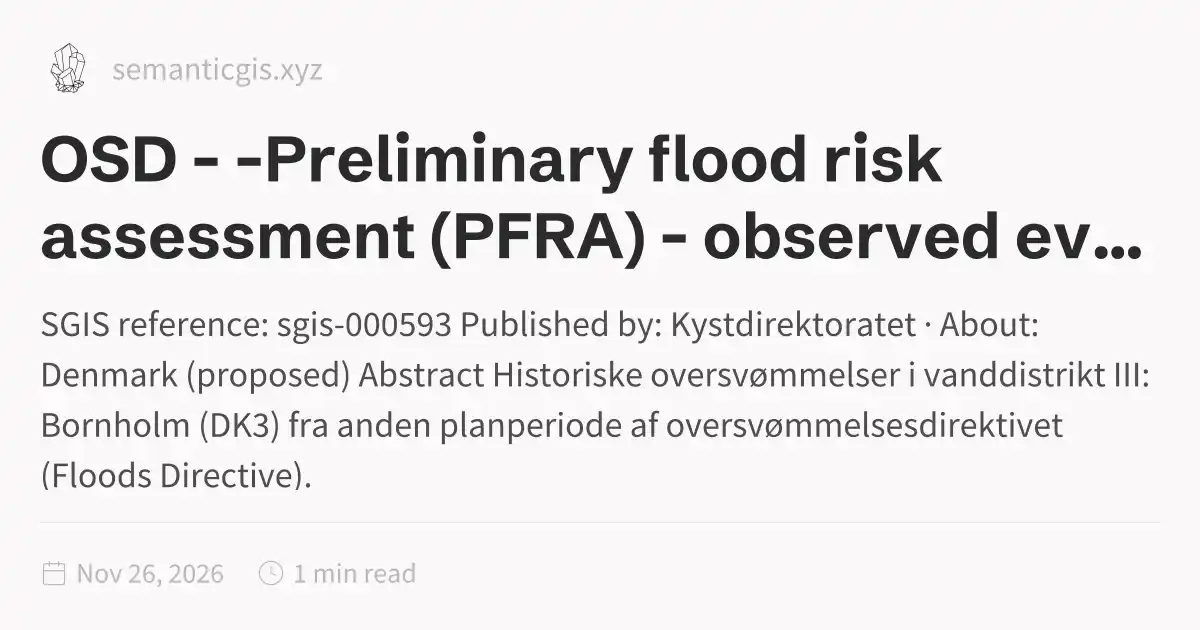 semanticgis.xyz
OSD - -Preliminary flood risk
assessment (PFRA) - observed ev...
SGIS reference: sgis-000593 Published by: Kystdirektoratet · About:
Denmark (proposed) Abstract Historiske oversvømmelser i vanddistrikt III:
Bornholm (DK3) fra anden planperiode af oversvømmelsesdirektivet
(Floods Directive).
Nov 26, 2026 1 min read